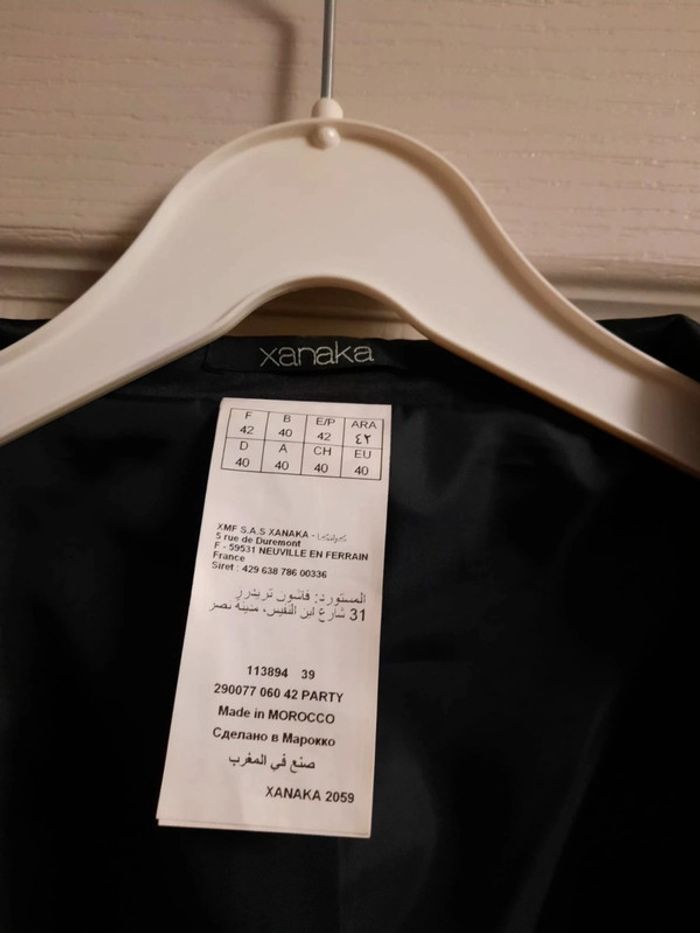 xanaka
F B E/P ARA
42 40 42 ٤٢
D A CH EU
40 40 40 40
XMF S.A.S XANAKA -
5 rue de Duremont
F - 59531 NEUVILLE EN FERRAIN
France
Siret : 429 638 786 00336
المستورد: فاشون تريدرز
31 شارع ابن النفيس، مدينة نصر
113894 39
290077 060 42 PARTY
Made in MOROCCO
Сделано в Марокко
صنع في المغرب
XANAKA 2059